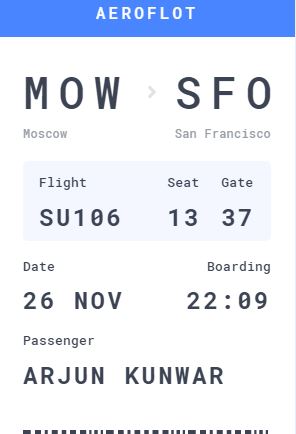 AEROFLOT
MOW > SFO
Moscow San Francisco
Flight Seat Gate
SU106 13 37
Date Boarding
26 NOV 22:09
Passenger
ARJUN KUNWAR